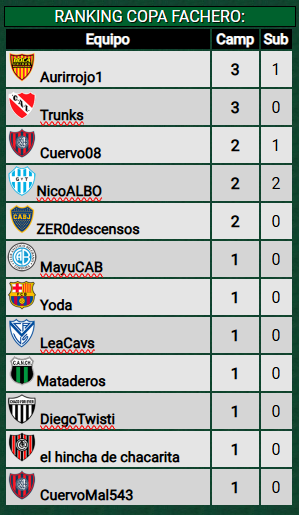 RANKING COPA FACHERO:
Equipo Camp Sub
Aurirrojo1 3 1
Trunks 3 0
Cuervo08 2 1
NicoALBO 2 2
ZER0descensos 2 0
MayuCAB 1 0
Yoda 1 0
LeaCavs 1 0
Mataderos 1 0
DiegoTwisti 1 0
el hincha de chacarita 1 0
CuervoMal543 1 0